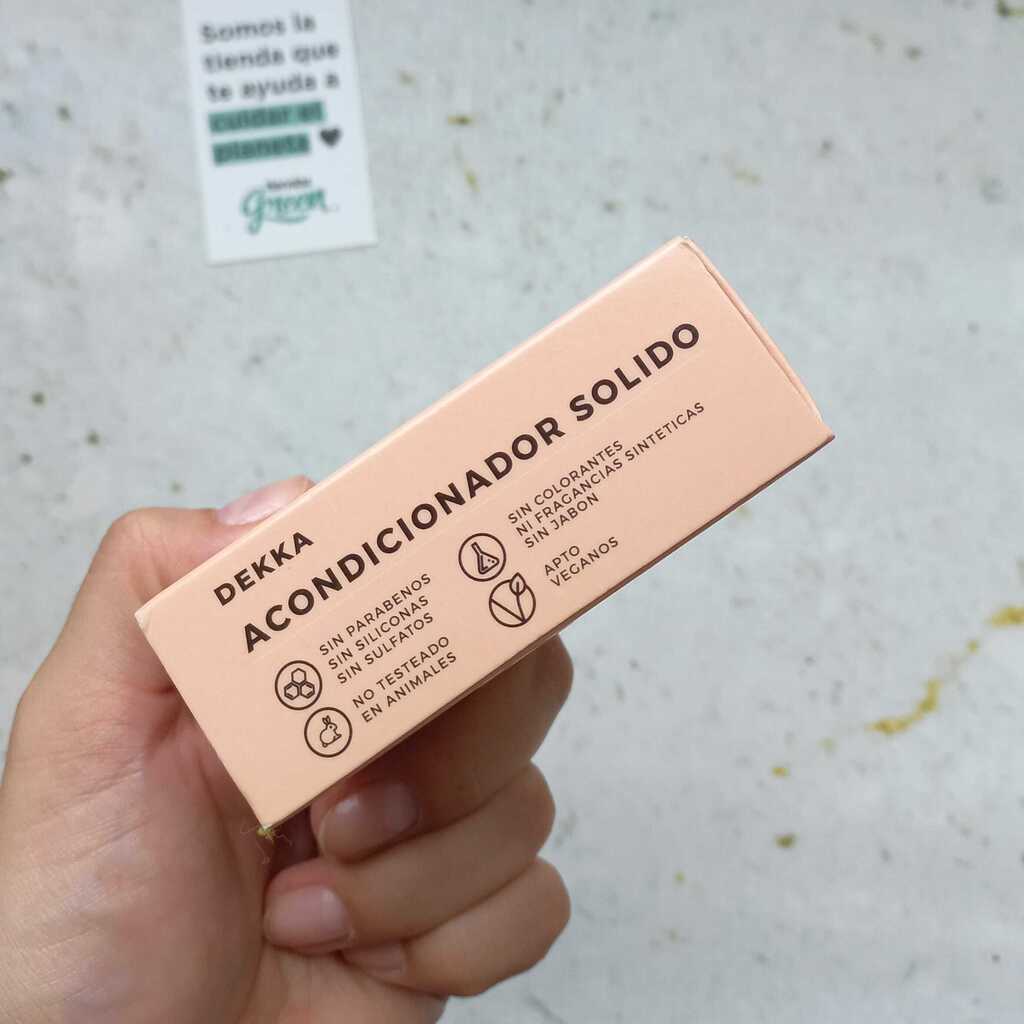 Somos la
tienda que
te ayuda a
cuidar el
planeta
tienda
Green
DEKKA
ACONDICIONADOR SOLIDO
SIN PARABENOS
SIN SILICONAS
SIN SULFATOS
NO TESTEADO
EN ANIMALES
SIN COLORANTES
NI FRAGANCIAS SINTETICAS
SIN JABON
APTO
VEGANOS